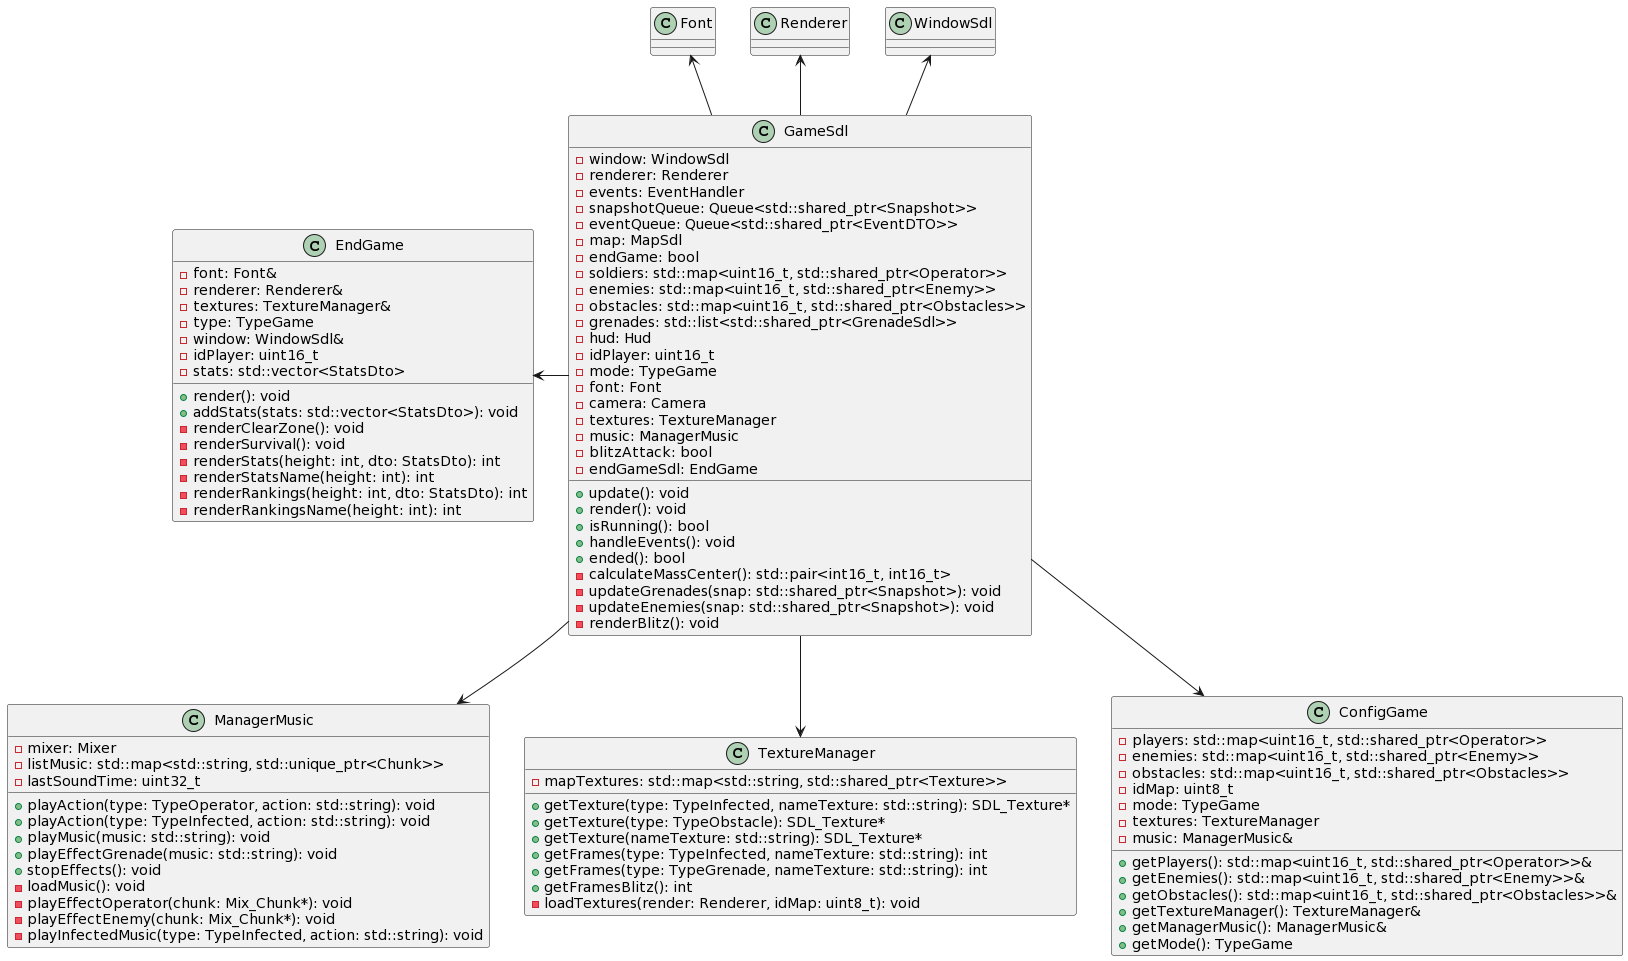 C Font
C Renderer
C WindowSdl
C GameSdl
window: WindowSdl
renderer: Renderer
events: EventHandler
snapshotQueue: Queue<std::shared_ptr<Snapshot>>
eventQueue: Queue<std::shared_ptr<EventDTO>>
map: MapSdl
endGame: bool
soldiers: std::map<uint16_t, std::shared_ptr<Operator>>
enemies: std::map<uint16_t, std::shared_ptr<Enemy>>
obstacles: std::map<uint16_t, std::shared_ptr<Obstacles>>
grenades: std::list<std::shared_ptr<GrenadeSdl>>
hud: Hud
idPlayer: uint16_t
mode: TypeGame
font: Font
camera: Camera
textures: TextureManager
music: ManagerMusic
blitzAttack: bool
endGameSdl: EndGame
update(): void
render(): void
isRunning(): bool
handleEvents(): void
ended(): bool
calculateMassCenter(): std::pair<int16_t, int16_t>
updateGrenades(snap: std::shared_ptr<Snapshot>): void
updateEnemies(snap: std::shared_ptr<Snapshot>): void
renderBlitz(): void
C EndGame
font: Font&
renderer: Renderer&
textures: TextureManager&
type: TypeGame
window: WindowSdl&
idPlayer: uint16_t
stats: std::vector<StatsDto>
render(): void
addStats(stats: std::vector<StatsDto>): void
renderClearZone(): void
renderSurvival(): void
renderStats(height: int, dto: StatsDto): int
renderStatsName(height: int): int
renderRankings(height: int, dto: StatsDto): int
renderRankingsName(height: int): int
C ManagerMusic
mixer: Mixer
listMusic: std::map<std::string, std::unique_ptr<Chunk>>
lastSoundTime: uint32_t
playAction(type: TypeOperator, action: std::string): void
playAction(type: TypeInfected, action: std::string): void
playMusic(music: std::string): void
playEffectGrenade(music: std::string): void
stopEffects(): void
loadMusic(): void
playEffectOperator(chunk: Mix_Chunk*): void
playEffectEnemy(chunk: Mix_Chunk*): void
playInfectedMusic(type: TypeInfected, action: std::string): void
C TextureManager
mapTextures: std::map<std::string, std::shared_ptr<Texture>>
getTexture(type: TypeInfected, nameTexture: std::string): SDL_Texture*
getTexture(type: TypeObstacle): SDL_Texture*
getTexture(nameTexture: std::string): SDL_Texture*
getFrames(type: TypeInfected, nameTexture: std::string): int
getFrames(type: TypeGrenade, nameTexture: std::string): int
getFramesBlitz(): int
loadTextures(render: Renderer, idMap: uint8_t): void
C ConfigGame
players: std::map<uint16_t, std::shared_ptr<Operator>>
enemies: std::map<uint16_t, std::shared_ptr<Enemy>>
obstacles: std::map<uint16_t, std::shared_ptr<Obstacles>>
idMap: uint8_t
mode: TypeGame
textures: TextureManager
music: ManagerMusic&
getPlayers(): std::map<uint16_t, std::shared_ptr<Operator>>&
getEnemies(): std::map<uint16_t, std::shared_ptr<Enemy>>&
getObstacles(): std::map<uint16_t, std::shared_ptr<Obstacles>>&
getTextureManager(): TextureManager&
getManagerMusic(): ManagerMusic&
getMode(): TypeGame